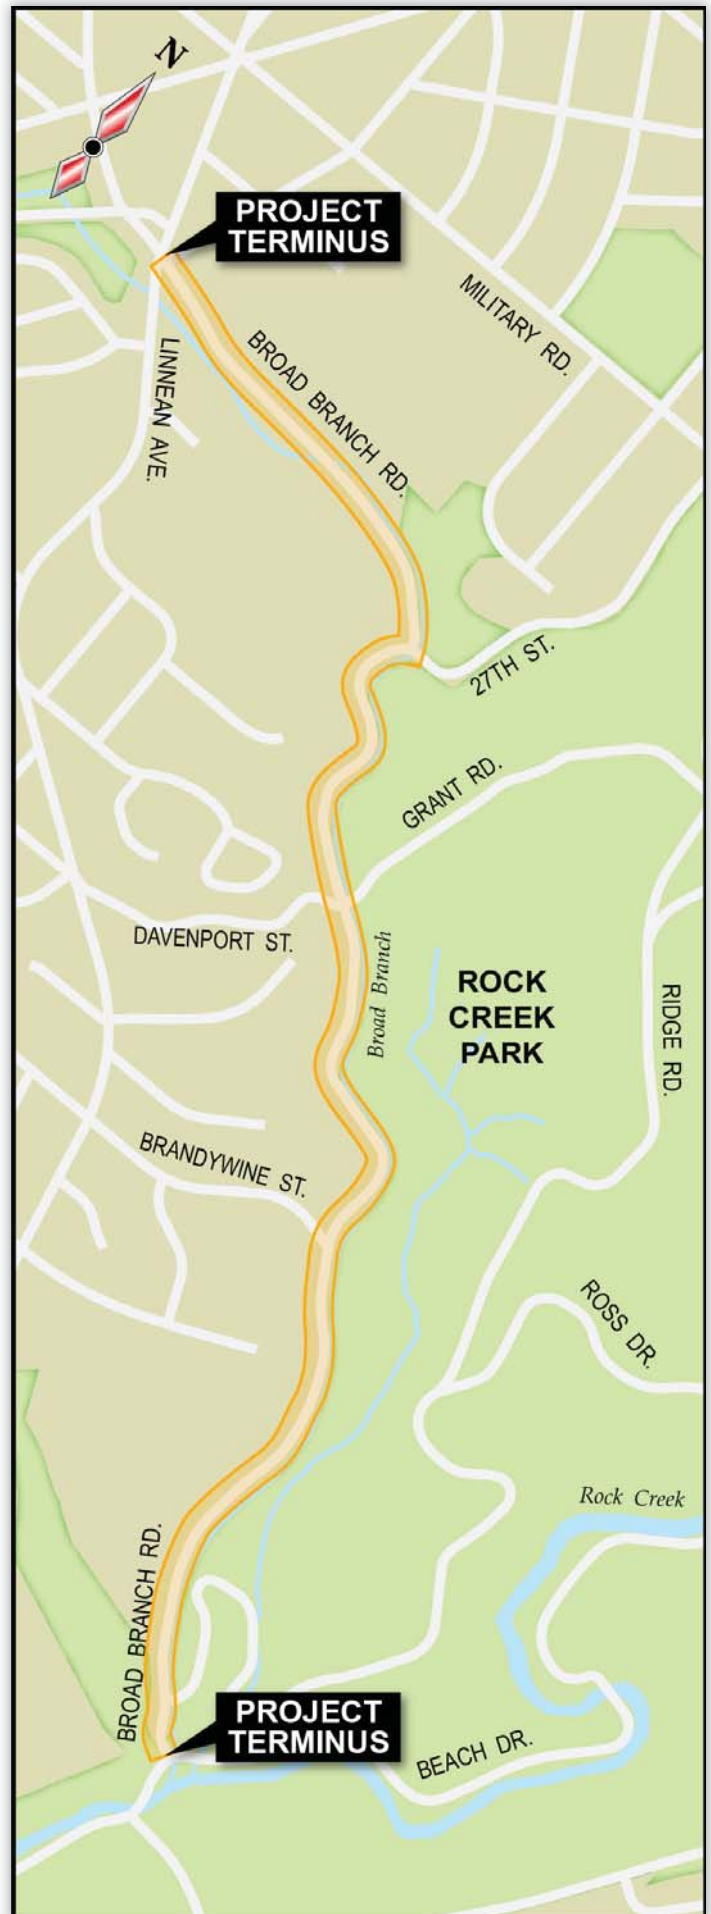 N
PROJECT
TERMINUS
MILITARY RD.
BROAD BRANCH RD.
LINNEAN AVE.
27TH ST.
GRANT RD.
DAVENPORT ST.
Broad Branch
ROCK
CREEK
PARK
RIDGE RD.
BRANDYWINE ST.
ROSS DR.
Rock Creek
BROAD BRANCH RD.
PROJECT
TERMINUS
BEACH DR.